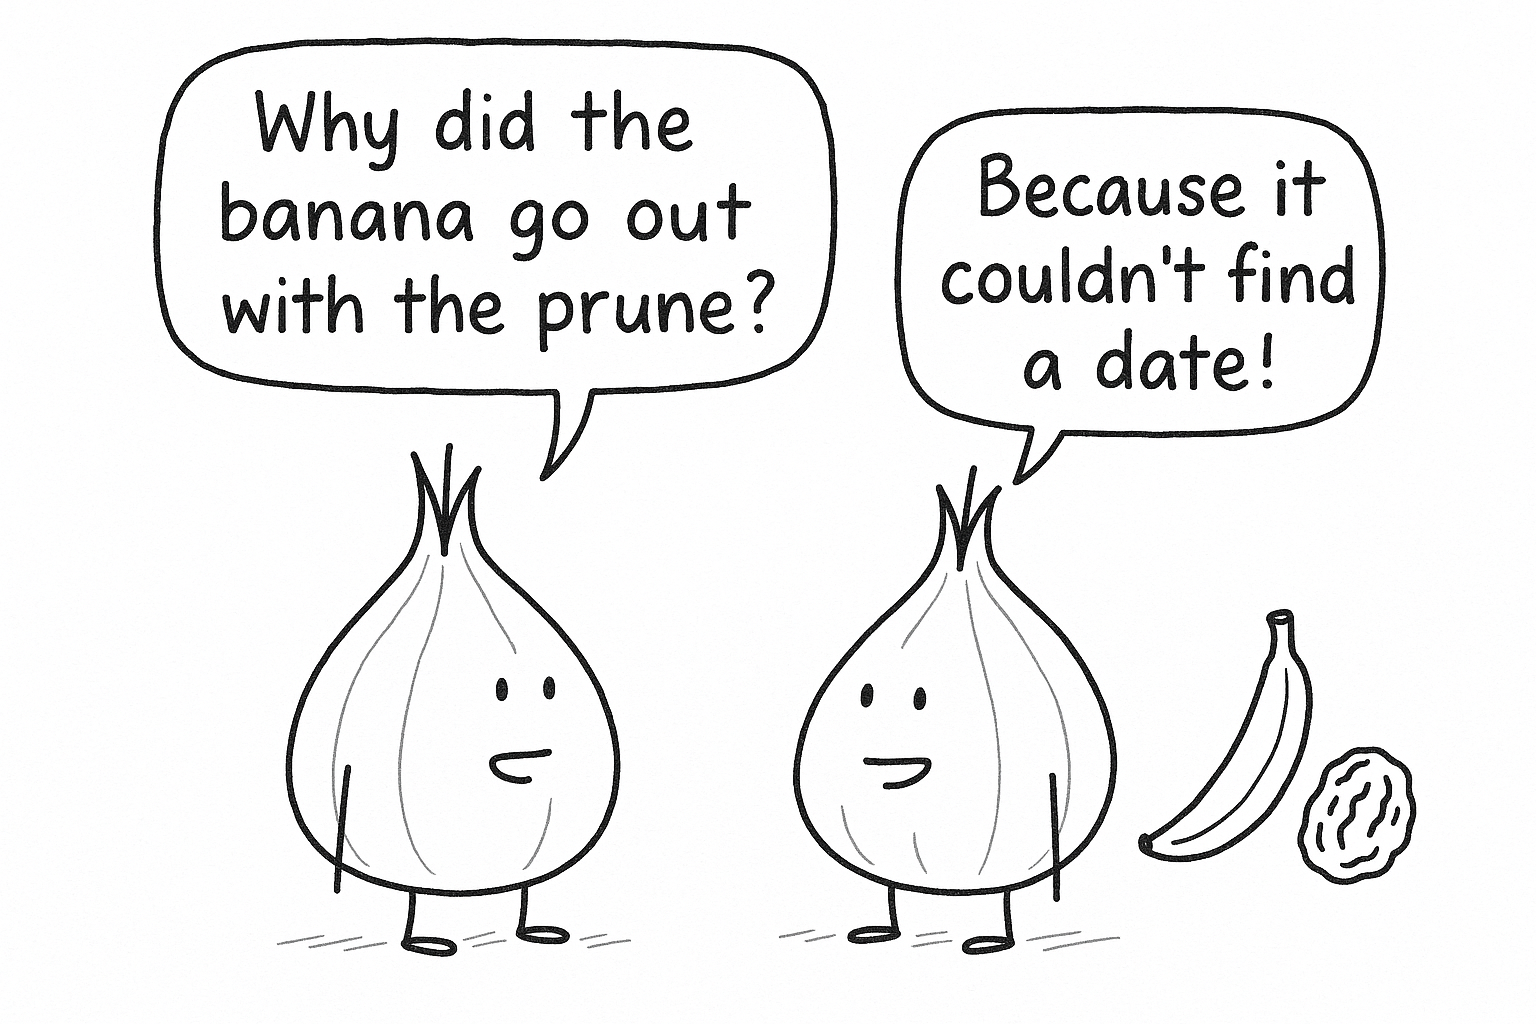 Why did the
banana go out
with the prune?
Because it
couldn't find
a date!